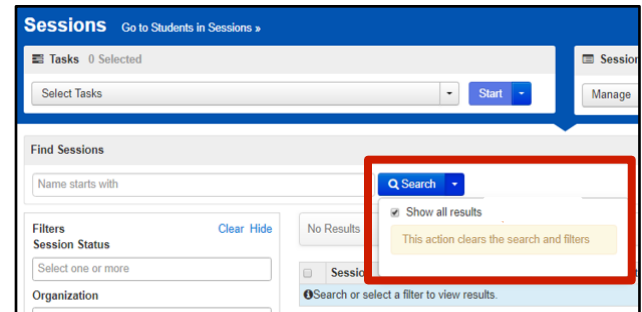 Sessions Go to Students in Sessions »
Tasks 0 Selected
Session
Select Tasks
Start
Manage
Find Sessions
Name starts with
Search
Show all results
This action clears the search and filters
Filters Clear Hide
No Results
Session Status
Select one or more
Sessio
Search or select a filter to view results.
Organization